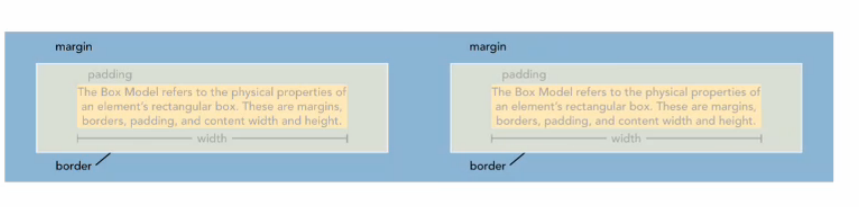 margin
padding
The Box Model refers to the physical properties of
an element's rectangular box. These are margins,
borders, padding, and content width and height.
width
border
margin
padding
The Box Model refers to the physical properties of
an element's rectangular box. These are margins,
borders, padding, and content width and height.
width
border